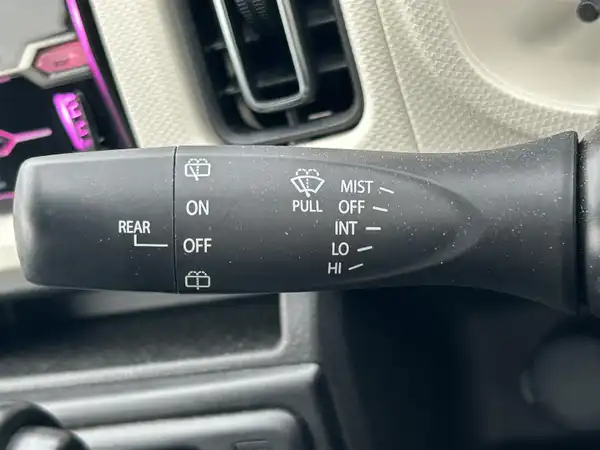 REAR
ON
OFF
PULL
MIST
OFF
INT
LO
HI